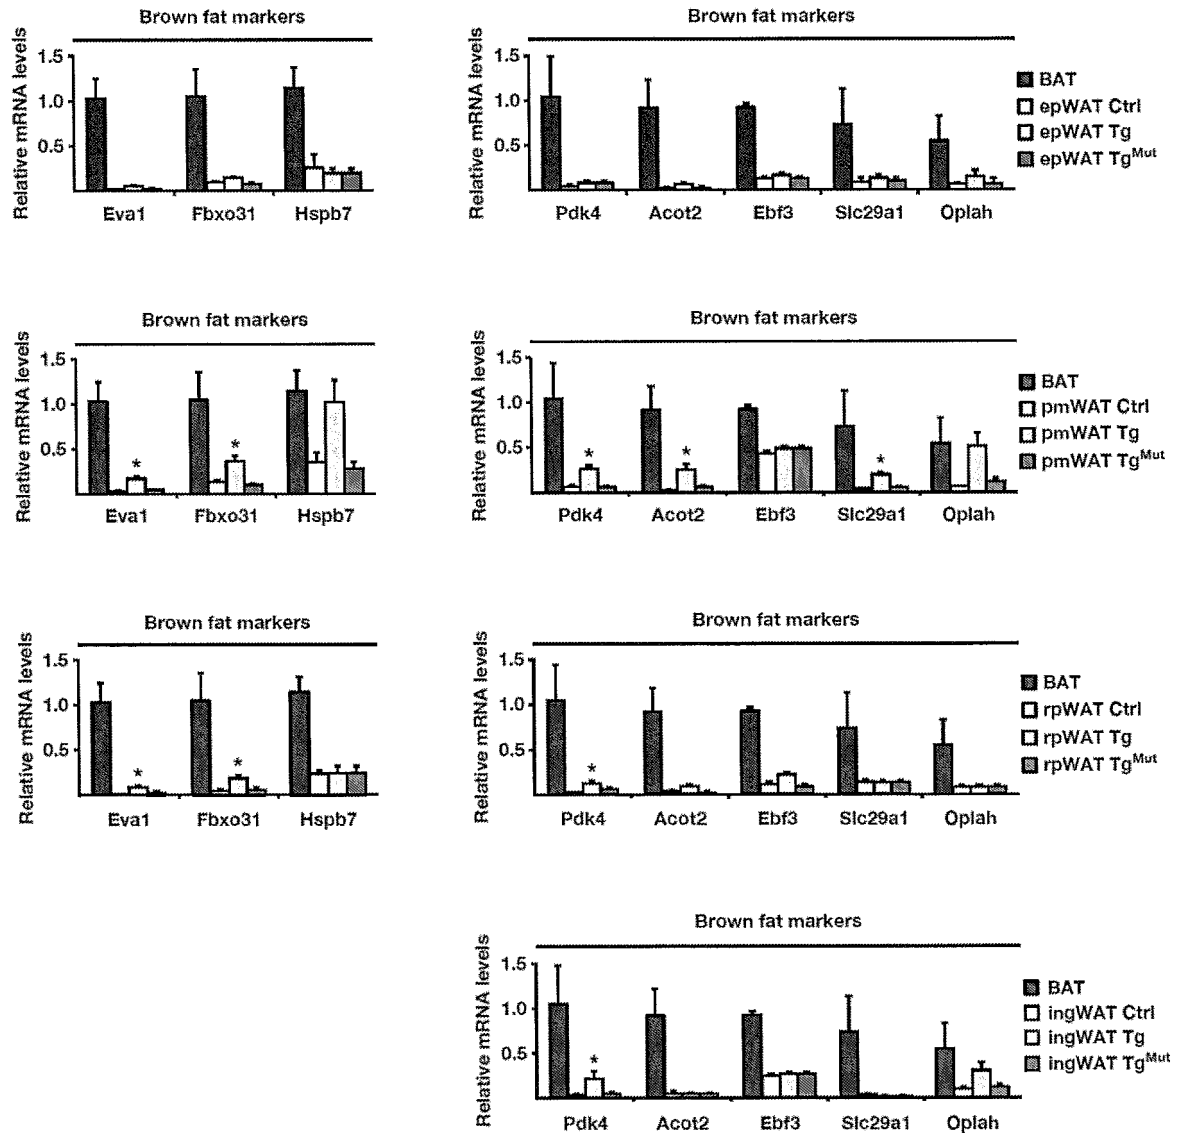 Brown fat markers
Relative mRNA levels
1.5
1.0
0.5
Eva1 Fbxo31 Hspb7
Brown fat markers
Relative mRNA levels
1.5
1.0
0.5
Pdk4 Acot2 Ebf3 Slc29a1 Oplah
BAT
epWAT Ctrl
epWAT Tg
epWAT TgMut
Brown fat markers
Relative mRNA levels
1.5
1.0
0.5
* *
Eva1 Fbxo31 Hspb7
Brown fat markers
Relative mRNA levels
1.5
1.0
0.5
* * *
Pdk4 Acot2 Ebf3 Slc29a1 Oplah
BAT
pmWAT Ctrl
pmWAT Tg
pmWAT TgMut
Brown fat markers
Relative mRNA levels
1.5
1.0
0.5
* *
Eva1 Fbxo31 Hspb7
Brown fat markers
Relative mRNA levels
1.5
1.0
0.5
*
Pdk4 Acot2 Ebf3 Slc29a1 Oplah
BAT
rpWAT Ctrl
rpWAT Tg
rpWAT TgMut
Brown fat markers
Relative mRNA levels
1.5
1.0
0.5
*
Pdk4 Acot2 Ebf3 Slc29a1 Oplah
BAT
ingWAT Ctrl
ingWAT Tg
ingWAT TgMut